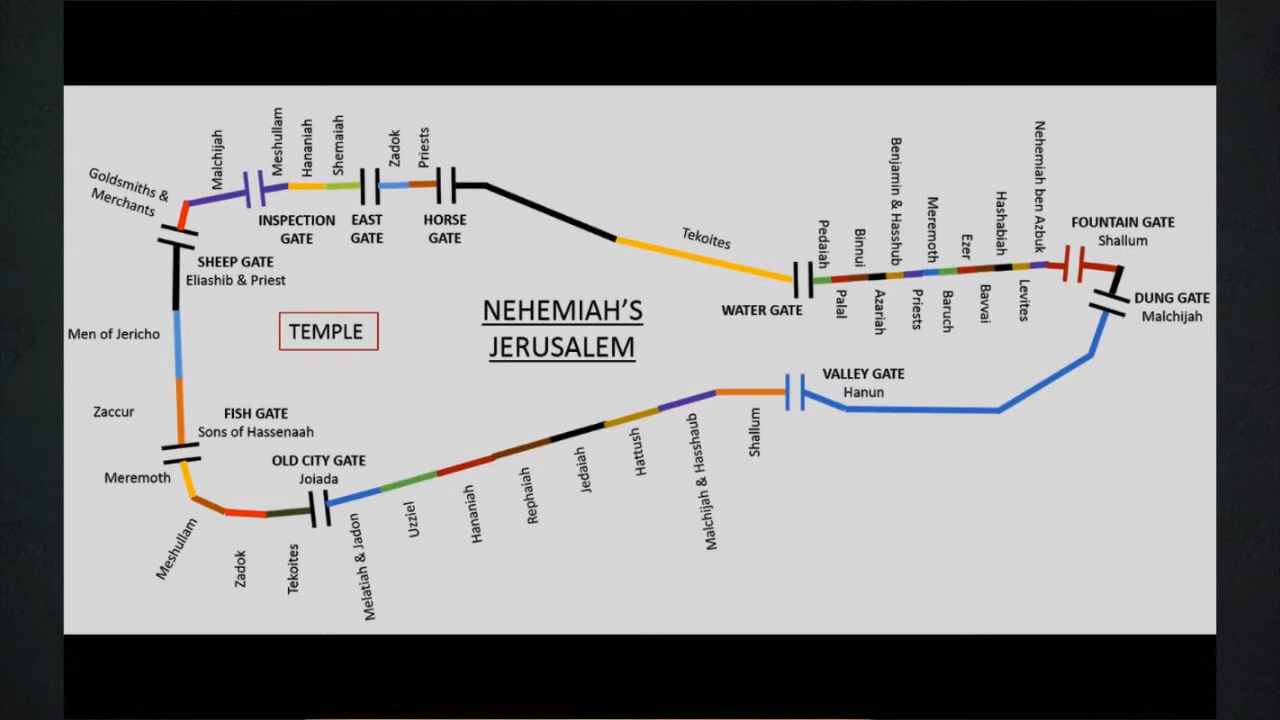 NEHEMIAH'S
JERUSALEM
TEMPLE
Goldsmiths &
Merchants
Malchijah
Meshullam
Hananiah
Shemaiah
Zadok
Priests
INSPECTION
GATE
EAST
GATE
HORSE
GATE
SHEEP GATE
Eliashib & Priest
Tekoites
WATER GATE
Pedaiah
Palal
Binnui
Azariah
Benjamin & Hasshub
Priests
Meremoth
Baruch
Ezer
Bavvai
Hashabiah
Levites
Nehemiah ben Azbuk
FOUNTAIN GATE
Shallum
DUNG GATE
Malchijah
VALLEY GATE
Hanun
Men of Jericho
Zaccur
FISH GATE
Sons of Hassenaah
Meremoth
OLD CITY GATE
Joiada
Meshullam
Zadok
Tekoites
Melatiah & Jadon
Uzziel
Hananiah
Rephaiah
Jedaiah
Hattush
Malchijah & Hasshaub
Shallum